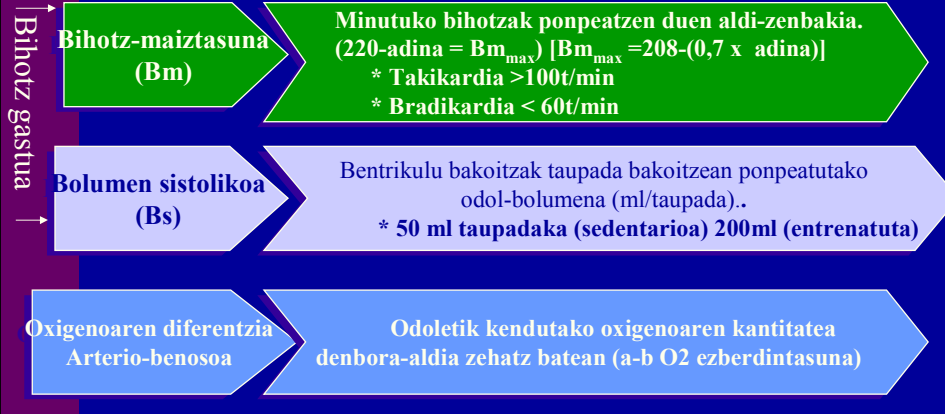 Bihotz gastua
Bihotz-maiztasuna
(Bm)
Minutuko bihotzak ponpeatzen duen aldi-zenbakia.
(220-adina = Bmmax) [Bmmax =208-(0,7 x adina)]
* Takikardia >100t/min
* Bradikardia < 60t/min
Bolumen sistolikoa
(Bs)
Bentrikulu bakoitzak taupada bakoitzean ponpeatutako
odol-bolumena (ml/taupada)..
* 50 ml taupadaka (sedentarioa) 200ml (entrenatuta)
Oxigenoaren diferentzia
Arterio-benosoa
Odoletik kendutako oxigenoaren kantitatea
denbora-aldia zehatz batean (a-b O2 ezberdintasuna)